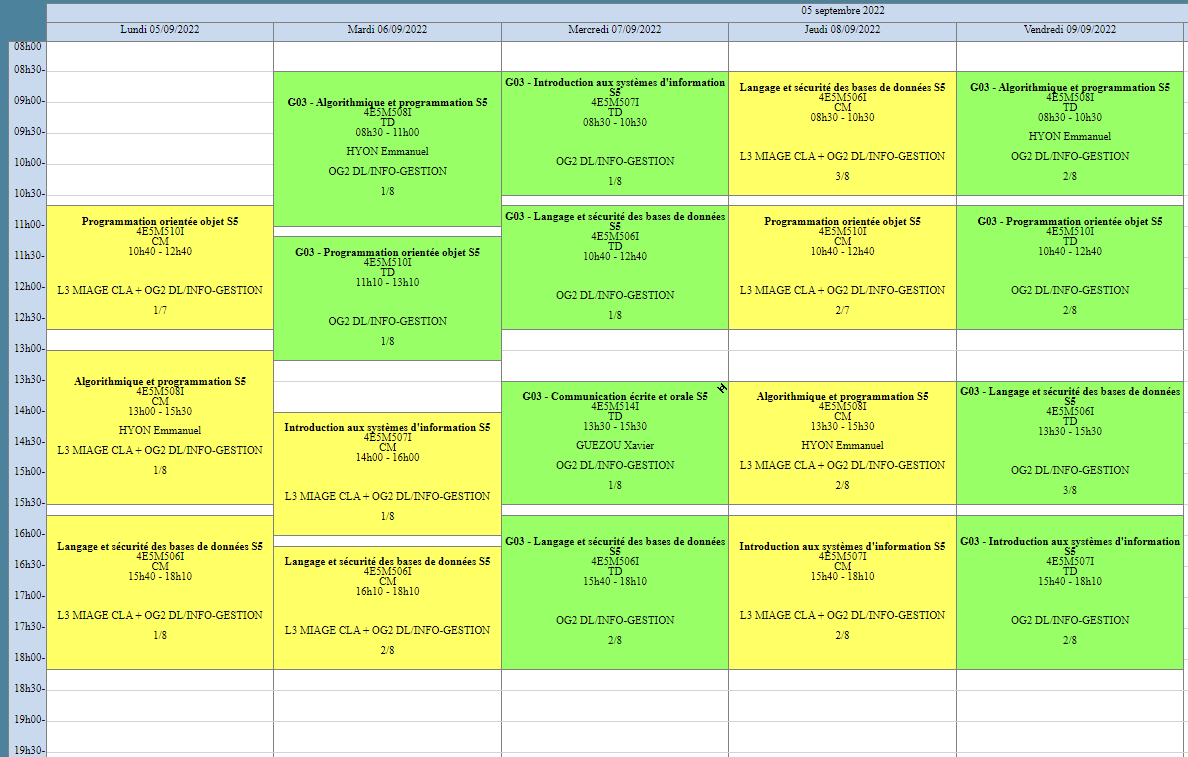 05 septembre 2022
Lundi 05/09/2022
Mardi 06/09/2022
Mercredi 07/09/2022
Jeudi 08/09/2022
Vendredi 09/09/2022
08h00
08h30-
09h00-
09h30-
10h00-
10h30-
11h00-
11h30-
12h00-
12h30-
13h00-
13h30-
14h00-
14h30-
15h00-
15h30-
16h00-
16h30-
17h00-
17h30-
18h00-
18h30-
19h00-
19h30-
Programmation orientée objet S5
4E5M510I
CM
10h40 - 12h40
L3 MIAGE CLA + OG2 DL/INFO-GESTION
1/7
Algorithmique et programmation S5
4E5M508I
CM
13h00 - 15h30
HYON Emmanuel
L3 MIAGE CLA + OG2 DL/INFO-GESTION
1/8
Langage et sécurité des bases de données S5
4E5M506I
CM
15h40 - 18h10
L3 MIAGE CLA + OG2 DL/INFO-GESTION
1/8
G03 - Algorithmique et programmation S5
4E5M508I
TD
08h30 - 11h00
HYON Emmanuel
OG2 DL/INFO-GESTION
1/8
G03 - Programmation orientée objet S5
4E5M510I
TD
11h10 - 13h10
OG2 DL/INFO-GESTION
1/8
Introduction aux systèmes d'information S5
4E5M507I
CM
14h00 - 16h00
L3 MIAGE CLA + OG2 DL/INFO-GESTION
1/8
Langage et sécurité des bases de données S5
4E5M506I
CM
16h10 - 18h10
L3 MIAGE CLA + OG2 DL/INFO-GESTION
2/8
G03 - Introduction aux systèmes d'information
S5
4E5M507I
TD
08h30 - 10h30
OG2 DL/INFO-GESTION
1/8
G03 - Langage et sécurité des bases de données
S5
4E5M506I
TD
10h40 - 12h40
OG2 DL/INFO-GESTION
1/8
G03 - Communication écrite et orale S5
4E5M514I
TD
13h30 - 15h30
GUEZOU Xavier
OG2 DL/INFO-GESTION
1/8
H
G03 - Langage et sécurité des bases de données
S5
4E5M506I
TD
15h40 - 18h10
OG2 DL/INFO-GESTION
2/8
Langage et sécurité des bases de données S5
4E5M506I
CM
08h30 - 10h30
L3 MIAGE CLA + OG2 DL/INFO-GESTION
3/8
Programmation orientée objet S5
4E5M510I
CM
10h40 - 12h40
L3 MIAGE CLA + OG2 DL/INFO-GESTION
2/7
Algorithmique et programmation S5
4E5M508I
CM
13h30 - 15h30
HYON Emmanuel
L3 MIAGE CLA + OG2 DL/INFO-GESTION
2/8
Introduction aux systèmes d'information S5
4E5M507I
CM
15h40 - 18h10
L3 MIAGE CLA + OG2 DL/INFO-GESTION
2/8
G03 - Algorithmique et programmation S5
4E5M508I
TD
08h30 - 10h30
HYON Emmanuel
OG2 DL/INFO-GESTION
2/8
G03 - Programmation orientée objet S5
4E5M510I
TD
10h40 - 12h40
OG2 DL/INFO-GESTION
2/8
G03 - Langage et sécurité des bases de données
S5
4E5M506I
TD
13h30 - 15h30
OG2 DL/INFO-GESTION
3/8
G03 - Introduction aux systèmes d'information
S5
4E5M507I
TD
15h40 - 18h10
OG2 DL/INFO-GESTION
2/8